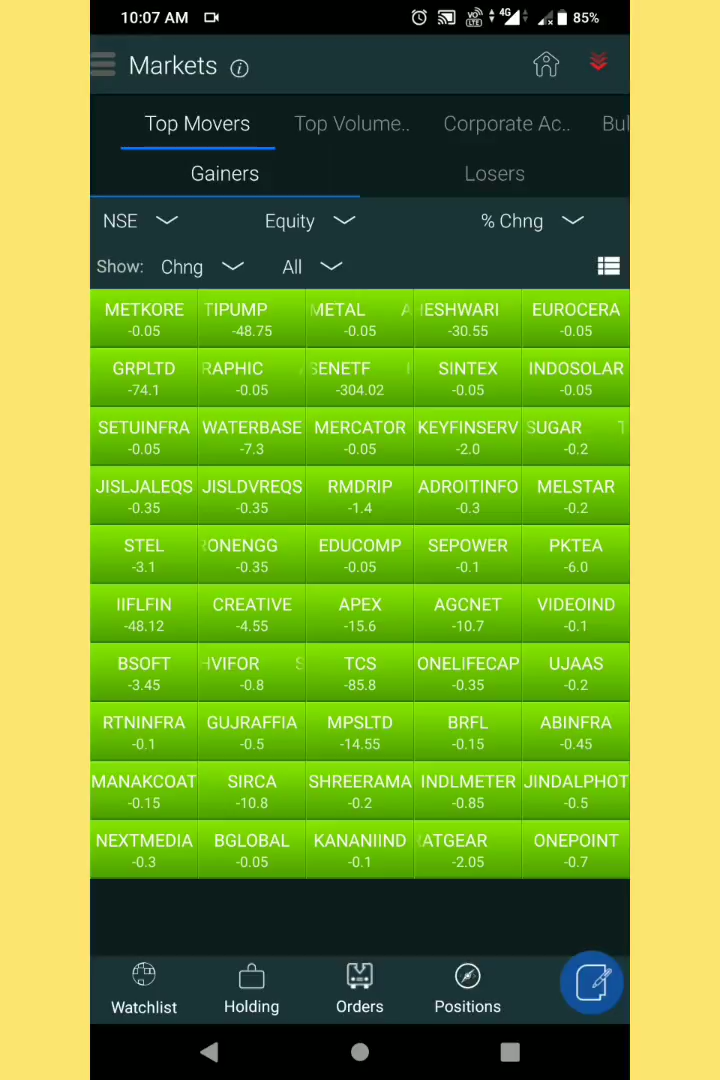 10:07 AM 4G 85%
Markets
Top Movers Top Volume.. Corporate Ac.. Bul
Gainers Losers
NSE Equity % Chng
Show: Chng All
METKORE TIPUMP METAL A IESHWARI EUROCERA
-0.05 -48.75 -0.05 -30.55 -0.05
GRPLTD RAPHIC SENETF SINTEX INDOSOLAR
-74.1 -0.05 -304.02 -0.05 -0.05
SETUINFRA WATERBASE MERCATOR KEYFINSERV SUGAR T
-0.05 -7.3 -0.05 -2.0 -0.2
JISLJALEQS JISLDVREQS RMDRIP ADROITINFO MELSTAR
-0.35 -0.35 -1.4 -0.3 -0.2
STEL RONENGG EDUCOMP SEPOWER PKTEA
-3.1 -0.35 -0.05 -0.1 -6.0
IIFLFIN CREATIVE APEX AGCNET VIDEOIND
-48.12 -4.55 -15.6 -10.7 -0.1
BSOFT HVIFOR S TCS ONELIFECAP UJAAS
-3.45 -0.8 -85.8 -0.35 -0.2
RTNINFRA GUJRAFFIA MPSLTD BRFL ABINFRA
-0.1 -0.5 -14.55 -0.15 -0.45
MANAKCOAT SIRCA SHREERAMA INDLMETER JINDALPHOT
-0.15 -10.8 -0.2 -0.85 -0.5
NEXTMEDIA BGLOBAL KANANIIND ATGEAR ONEPOINT
-0.3 -0.05 -0.1 -2.05 -0.7
Watchlist Holding Orders Positions